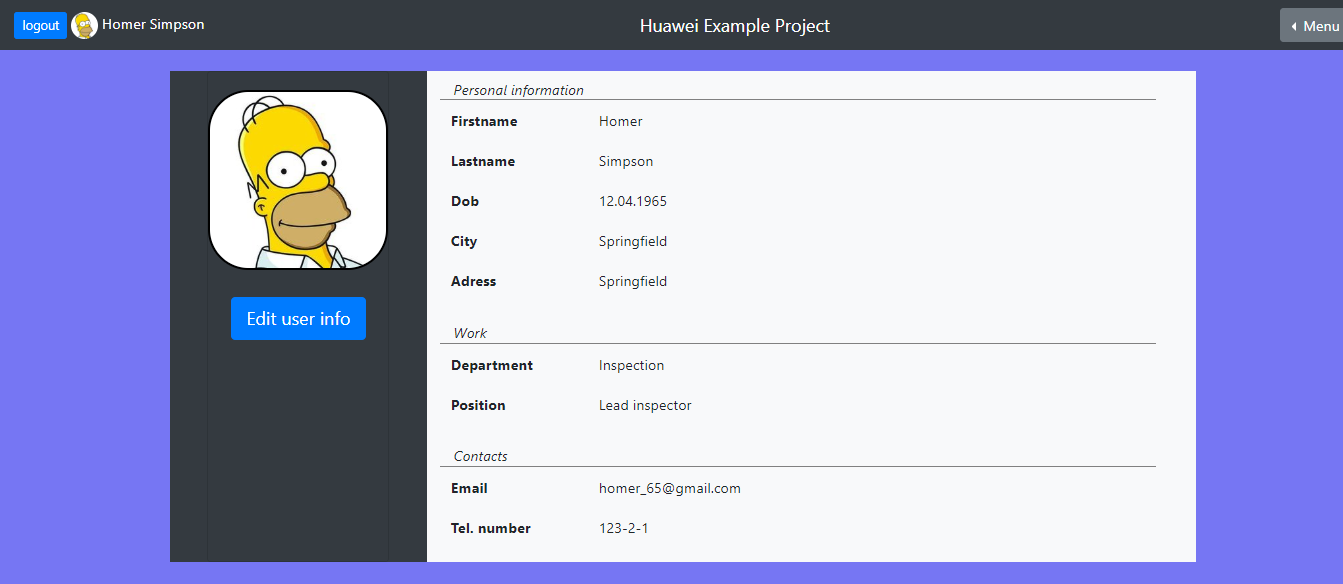 logout Homer Simpson Huawei Example Project Menu
Personal information
Firstname Homer
Lastname Simpson
Dob 12.04.1965
City Springfield
Adress Springfield
Edit user info
Work
Department Inspection
Position Lead inspector
Contacts
Email homer_65@gmail.com
Tel. number 123-2-1